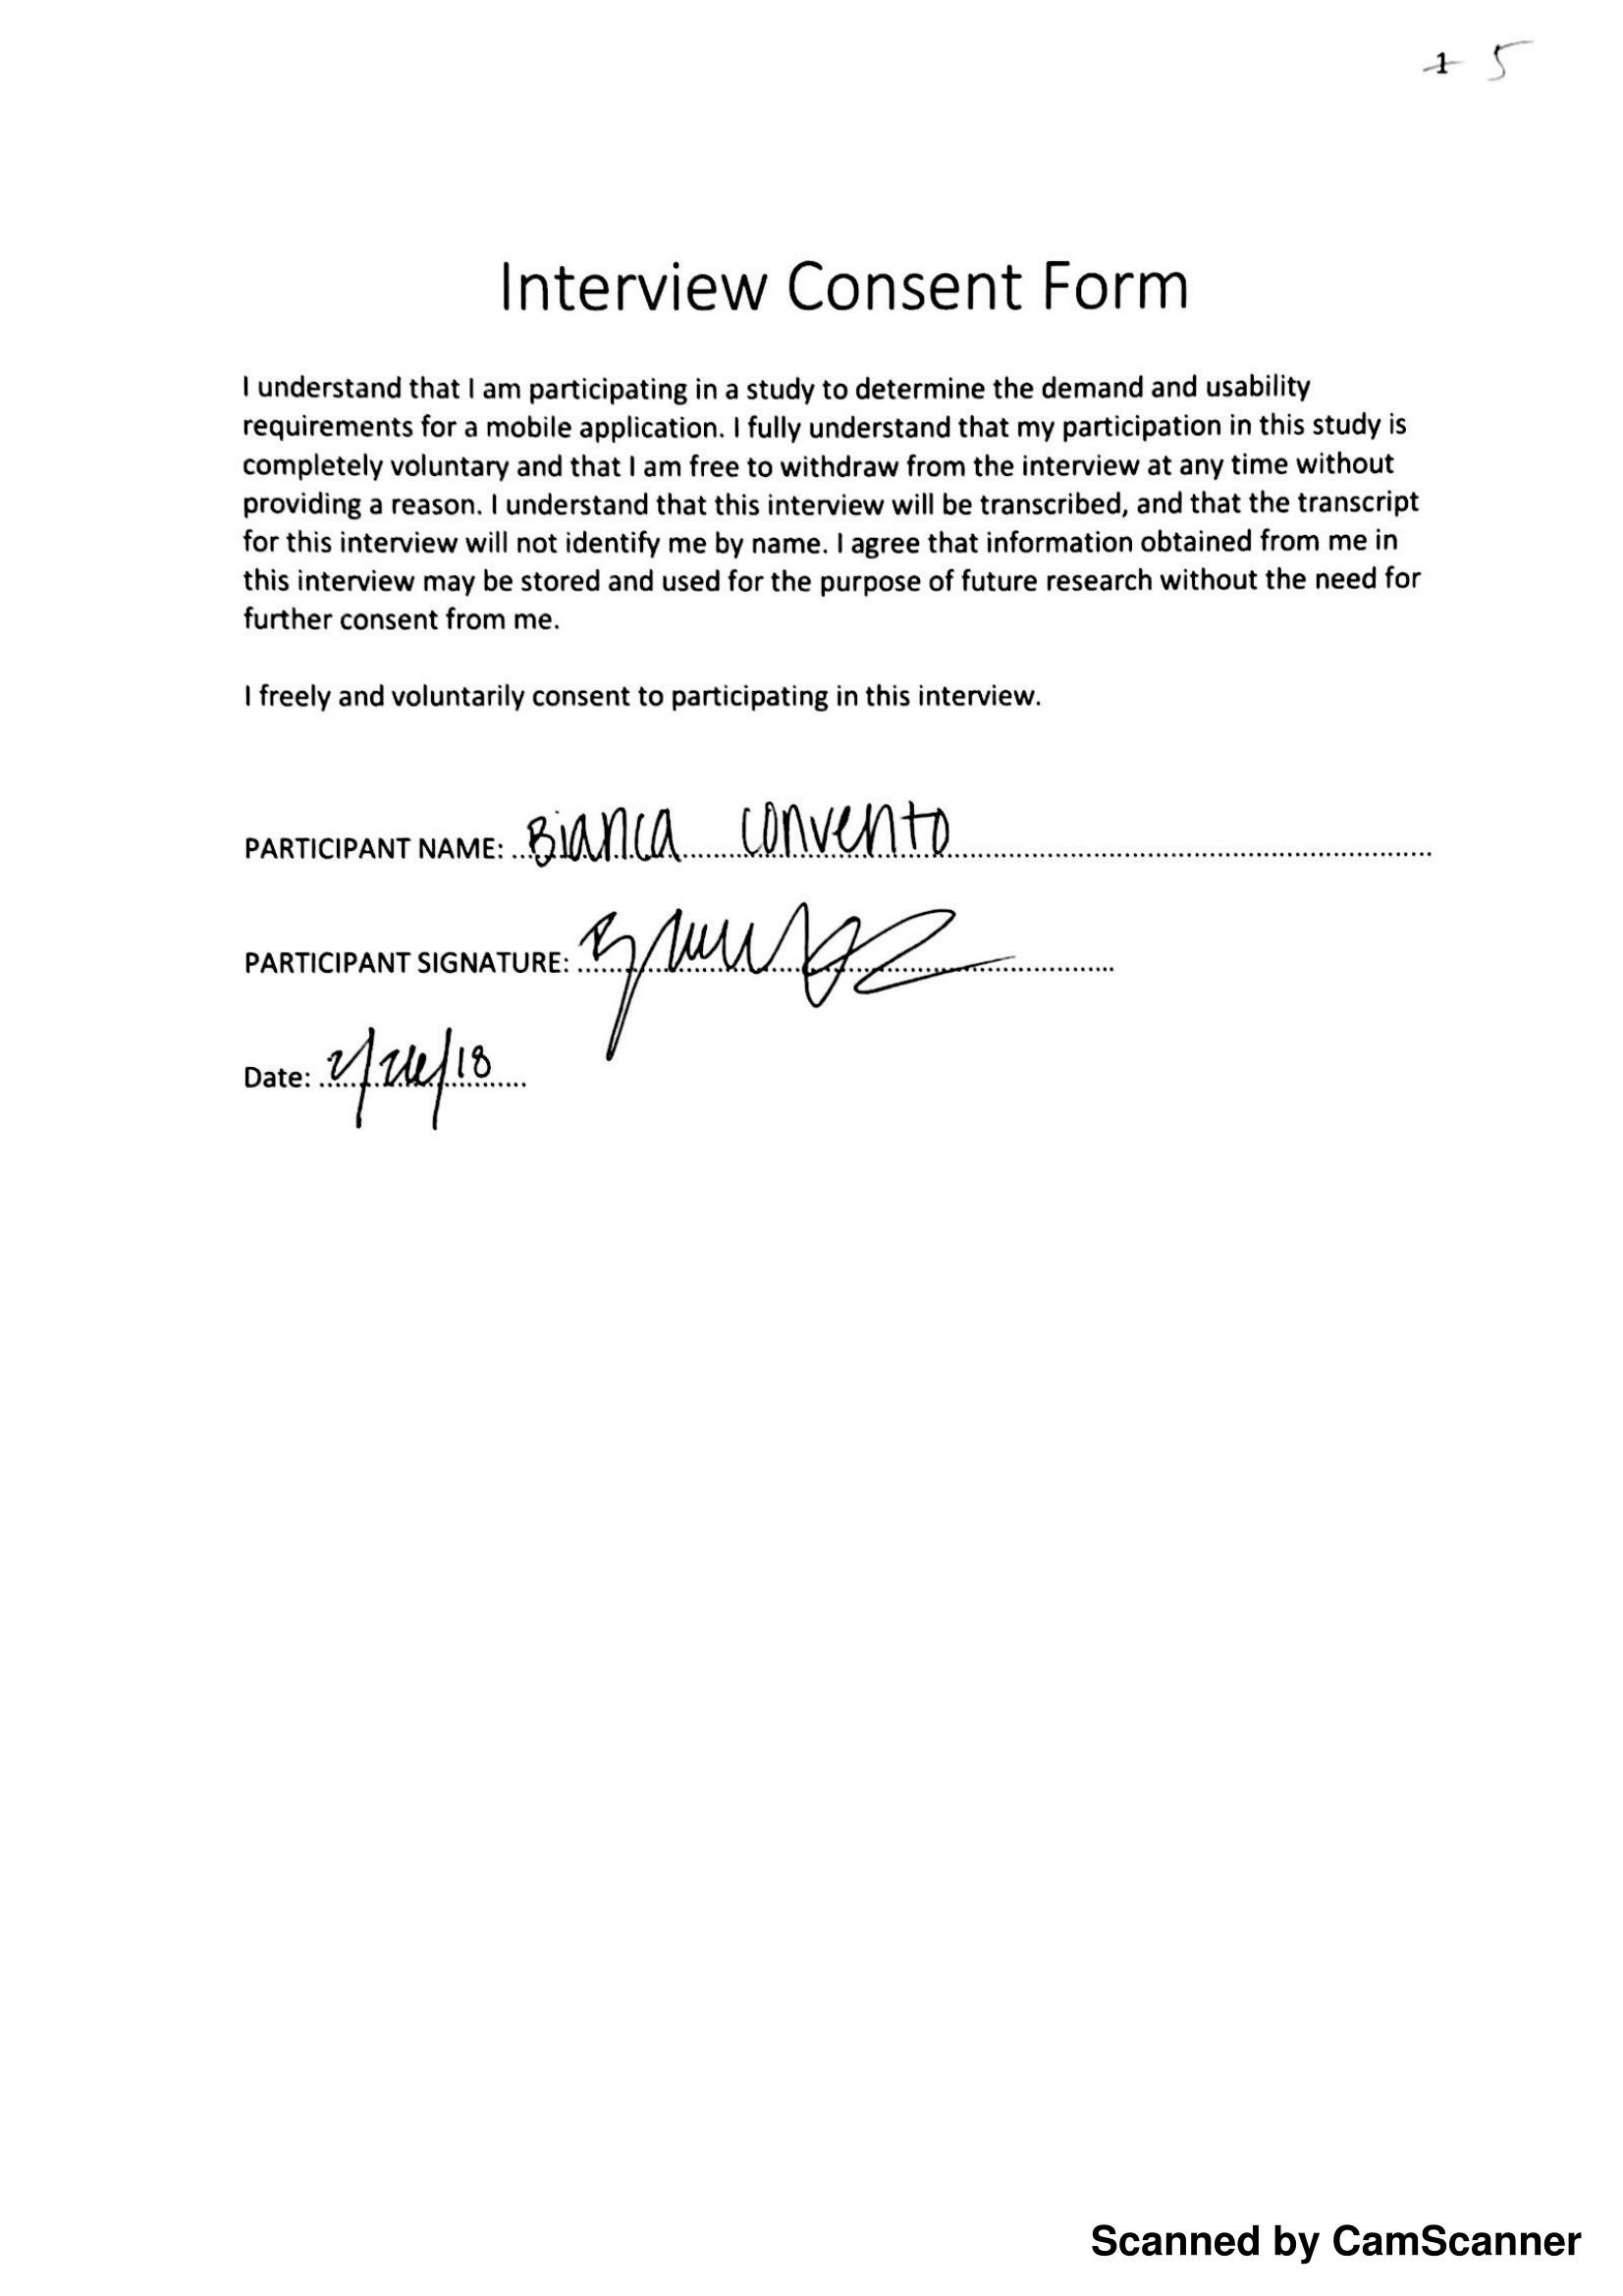 1 5
Interview Consent Form
I understand that I am participating in a study to determine the demand and usability
requirements for a mobile application. I fully understand that my participation in this study is
completely voluntary and that I am free to withdraw from the interview at any time without
providing a reason. I understand that this interview will be transcribed, and that the transcript
for this interview will not identify me by name. I agree that information obtained from me in
this interview may be stored and used for the purpose of future research without the need for
further consent from me.
I freely and voluntarily consent to participating in this interview.
PARTICIPANT NAME: Bianca Convento
PARTICIPANT SIGNATURE:
Date: 2/26/18
Scanned by CamScanner